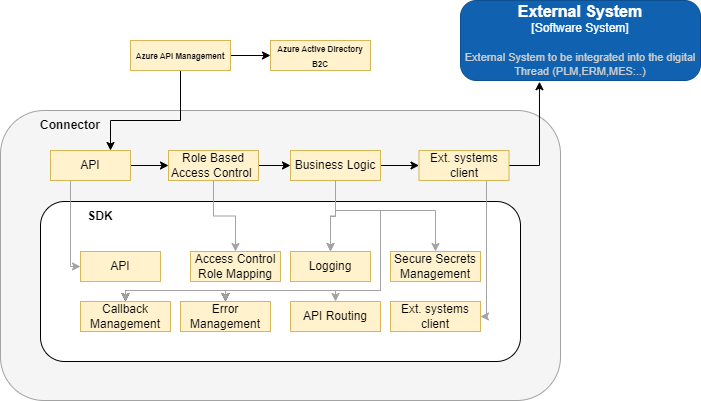 External System
[Software System]
External System to be integrated into the digital
Thread (PLM,ERM,MES:..)
Azure API Management
Azure Active Directory
B2C
Connector
API
Role Based
Access Control
Business Logic
Ext. systems
client
SDK
API
Access Control
Role Mapping
Logging
Secure Secrets
Management
Callback
Management
Error
Management
API Routing
Ext. systems
client